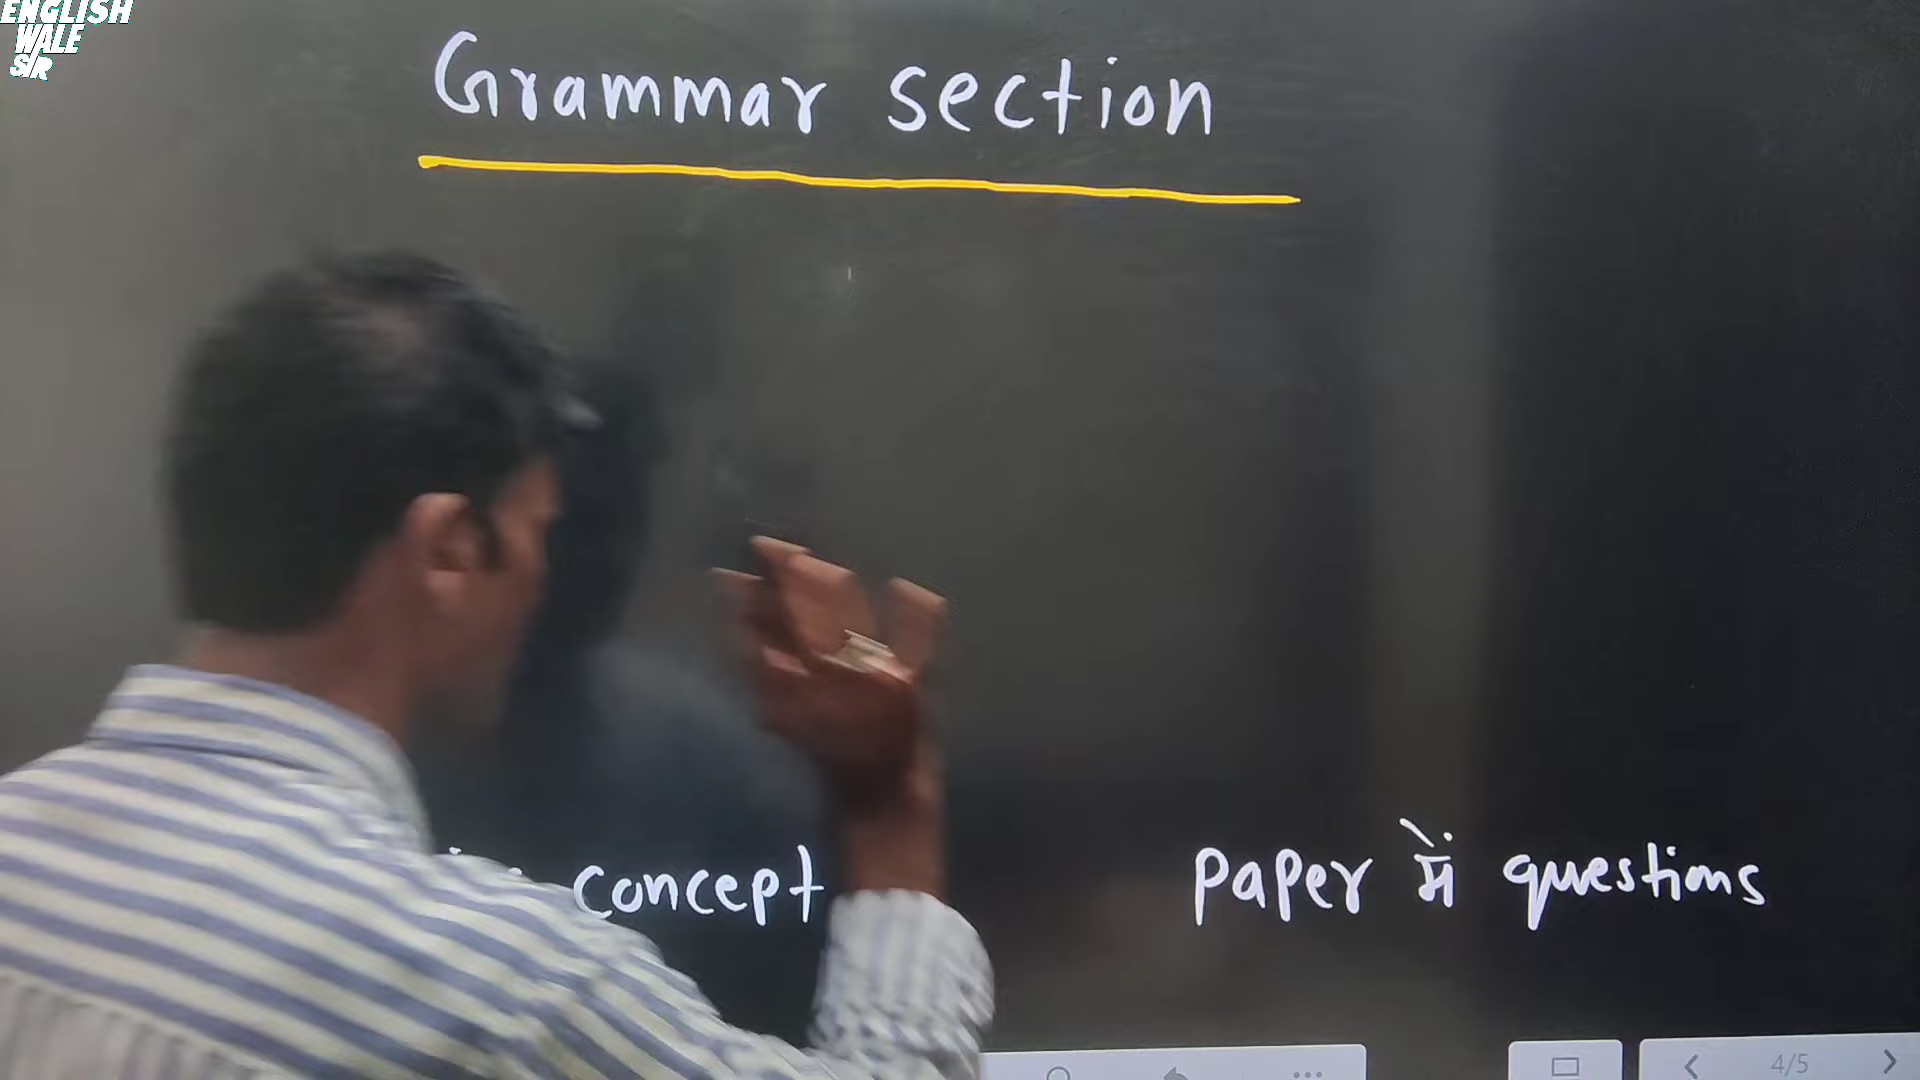 ENGLISH
WALE
SIR
Grammar section
concept
Paper में questions
4/5